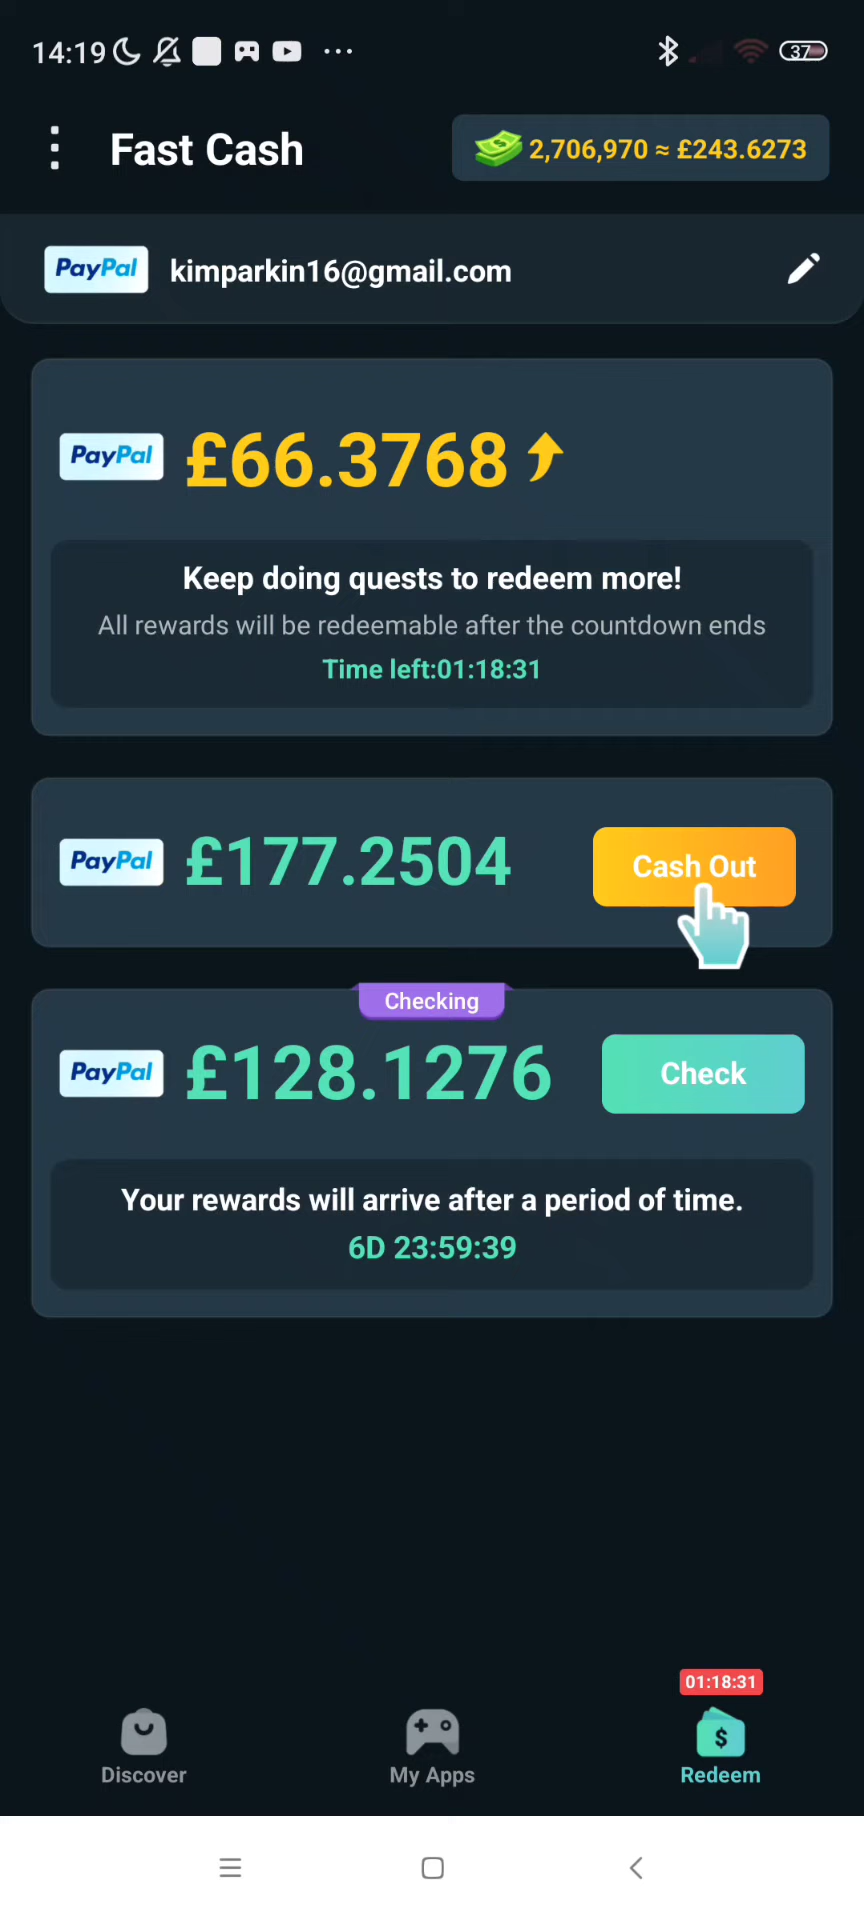 14:19
37
Fast Cash
2,706,970 ≈ £243.6273
PayPal kimparkin16@gmail.com
PayPal £66.3768
Keep doing quests to redeem more!
All rewards will be redeemable after the countdown ends
Time left:01:18:31
PayPal £177.2504
Cash Out
Checking
PayPal £128.1276
Check
Your rewards will arrive after a period of time.
6D 23:59:39
01:18:31
Discover
My Apps
Redeem